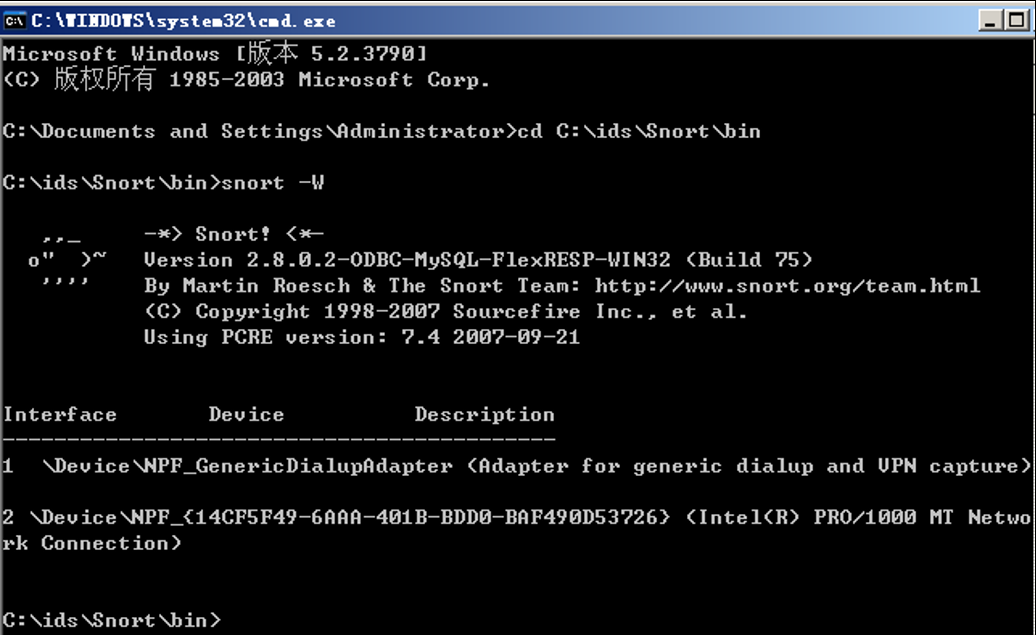 C:\WINDOWS\system32\cmd.exe
Microsoft Windows [版本 5.2.3790]
(C) 版权所有 1985-2003 Microsoft Corp.
C:\Documents and Settings\Administrator>cd C:\ids\Snort\bin
C:\ids\Snort\bin>snort -W
,,_     -*> Snort! <*-
o"  )~   Version 2.8.0.2-ODBC-MySQL-FlexRESP-WIN32 (Build 75)
''''    By Martin Roesch & The Snort Team: http://www.snort.org/team.html
(C) Copyright 1998-2007 Sourcefire Inc., et al.
Using PCRE version: 7.4 2007-09-21
Interface       Device          Description
-------------------------------------------
1  \Device\NPF_GenericDialupAdapter (Adapter for generic dialup and VPN capture)
2 \Device\NPF_{14CF5F49-6AAA-401B-BDD0-BAF490D53726} (Intel(R) PRO/1000 MT Netwo
rk Connection)
C:\ids\Snort\bin>